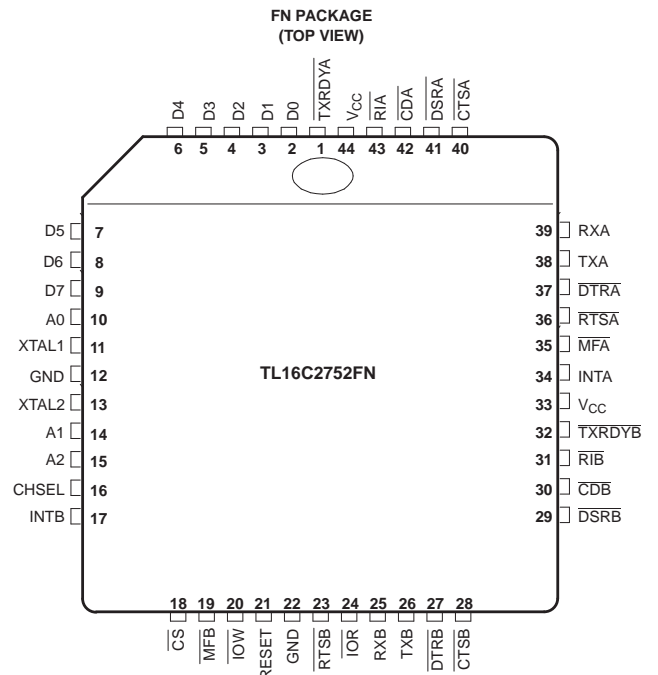 FN PACKAGE
(TOP VIEW)
D4
D3
D2
D1
D0
TXRDYA
VCC
RIA
CDA
DSRA
CTSA
6 5 4 3 2 1 44 43 42 41 40
D5 7
D6 8
D7 9
A0 10
XTAL1 11
GND 12
XTAL2 13
A1 14
A2 15
CHSEL 16
INTB 17
TL16C2752FN
39 RXA
38 TXA
37 DTRA
36 RTSA
35 MFA
34 INTA
33 VCC
32 TXRDYB
31 RIB
30 CDB
29 DSRB
18 19 20 21 22 23 24 25 26 27 28
CS
MFB
IOW
RESET
GND
RTSB
IOR
RXB
TXB
DTRB
CTSB